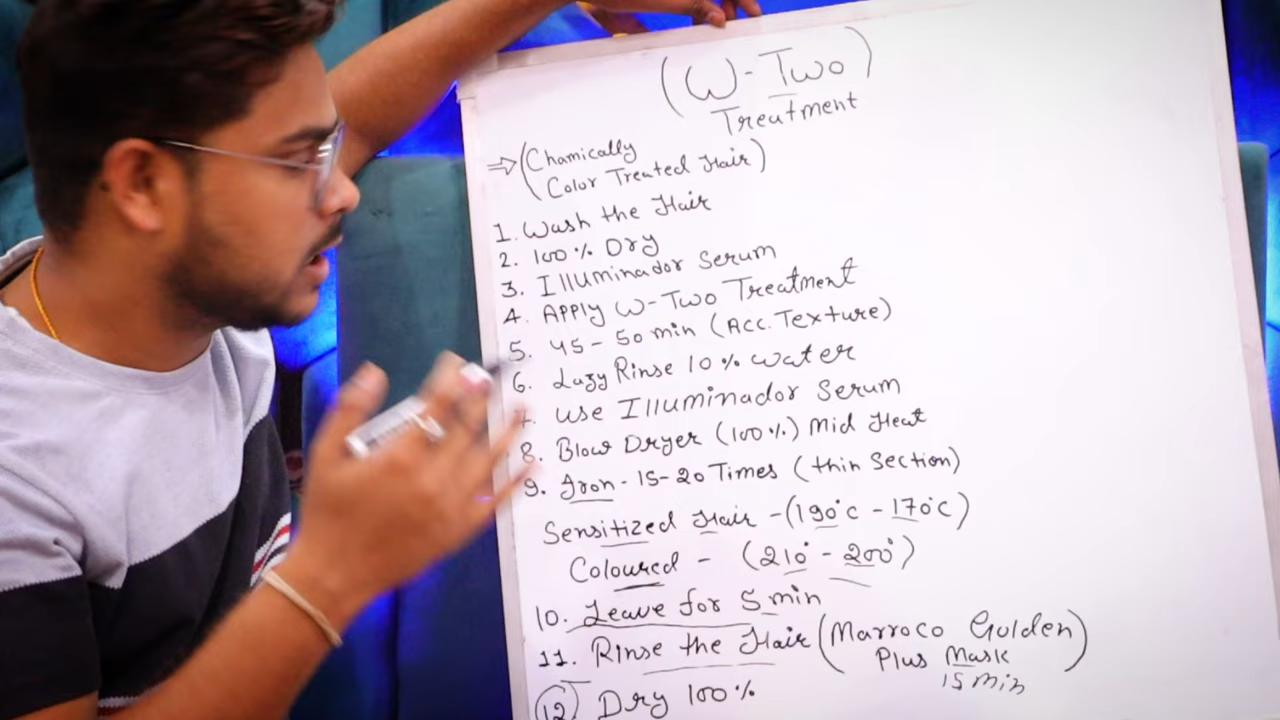 (W-Two)
Treatment
⇒(Chamically
Color Treated Hair)
1. Wash the Hair
2. 100% Dry
3. Illuminador Serum
4. APPly W-Two Treatment
5. 45-50 min (Acc. Texture)
6. Lazy Rinse 10% water
7. use Illuminador Serum
8. Blow Dryer (100%) Mid Heat
9. Iron - 15-20 Times (thin Section)
Sensitized Hair - (190°c - 170°c)
Coloured - (210° - 200°)
10. Leave for 5 min
11. Rinse the Hair (Marroco Golden
Plus Mask)
15 min
(12) Dry 100%